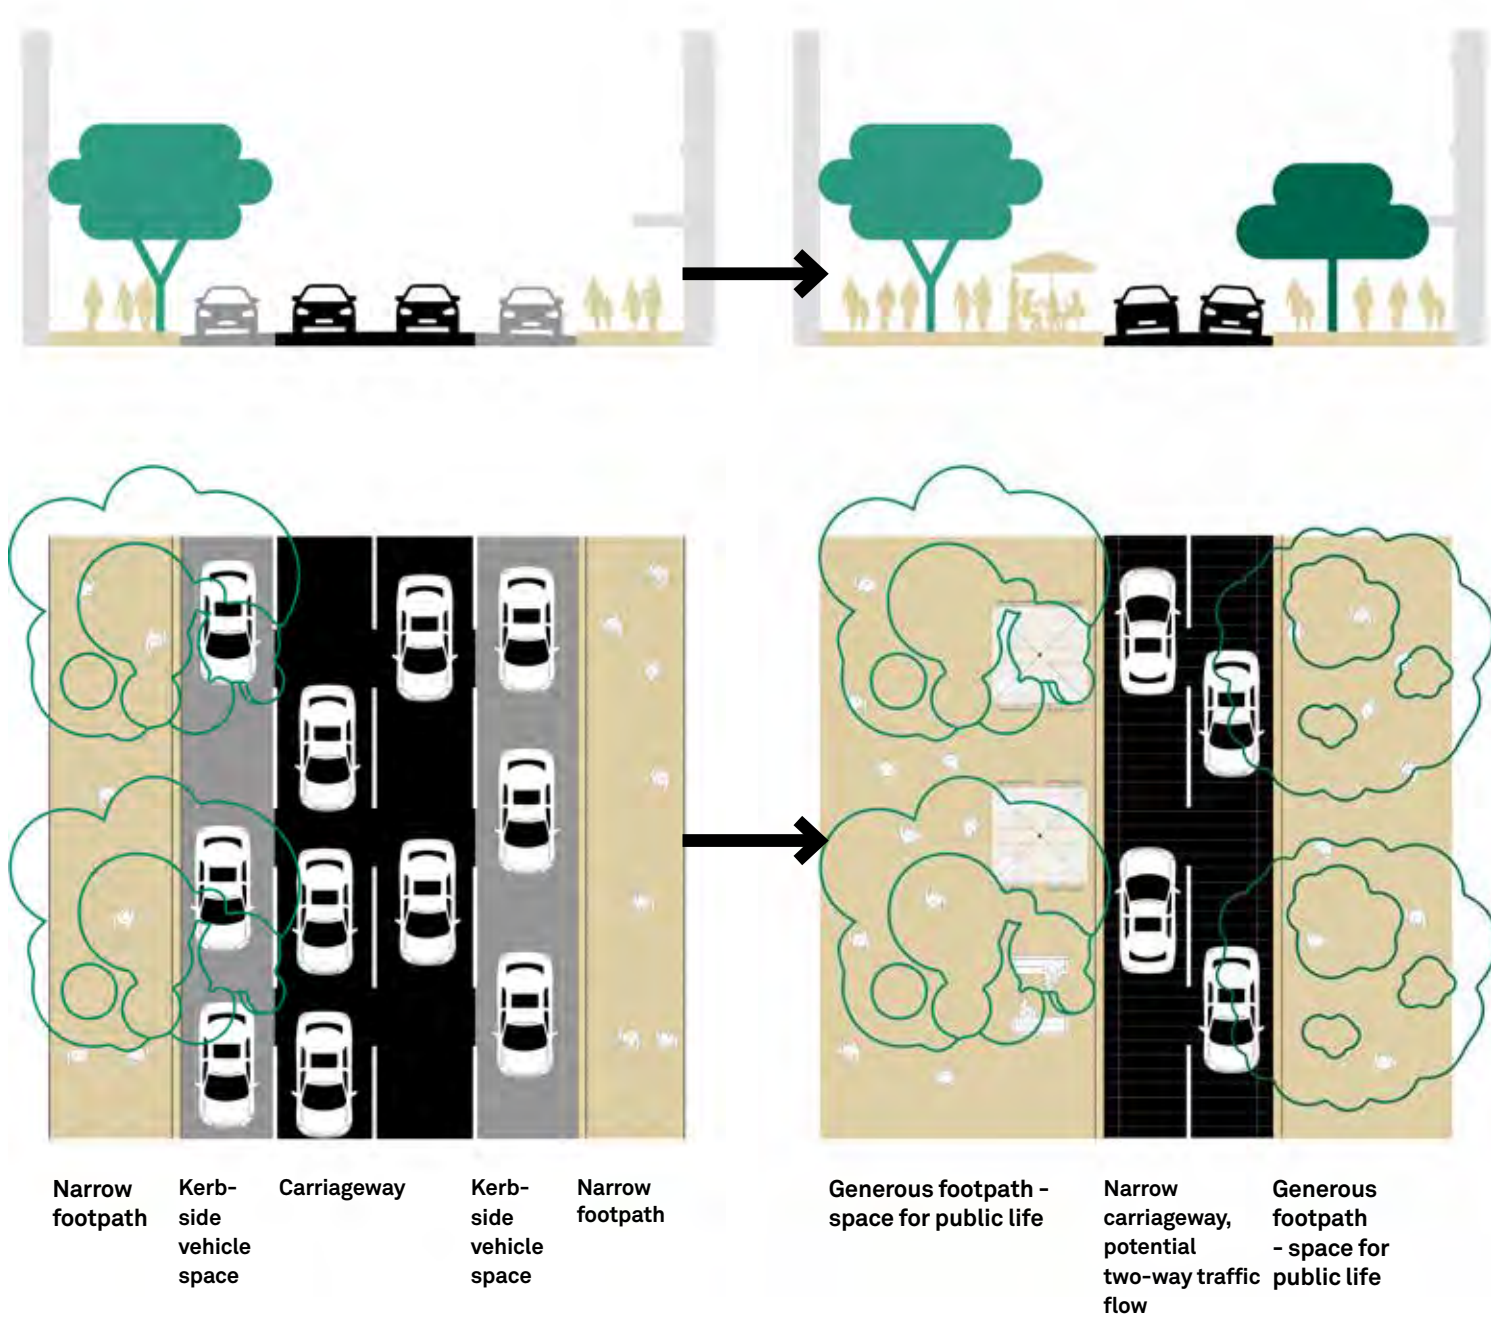 Narrow
footpath
Kerb-
side
vehicle
space
Carriageway
Kerb-
side
vehicle
space
Narrow
footpath
Generous footpath -
space for public life
Narrow
carriageway,
potential
two-way traffic
flow
Generous
footpath
- space for
public life